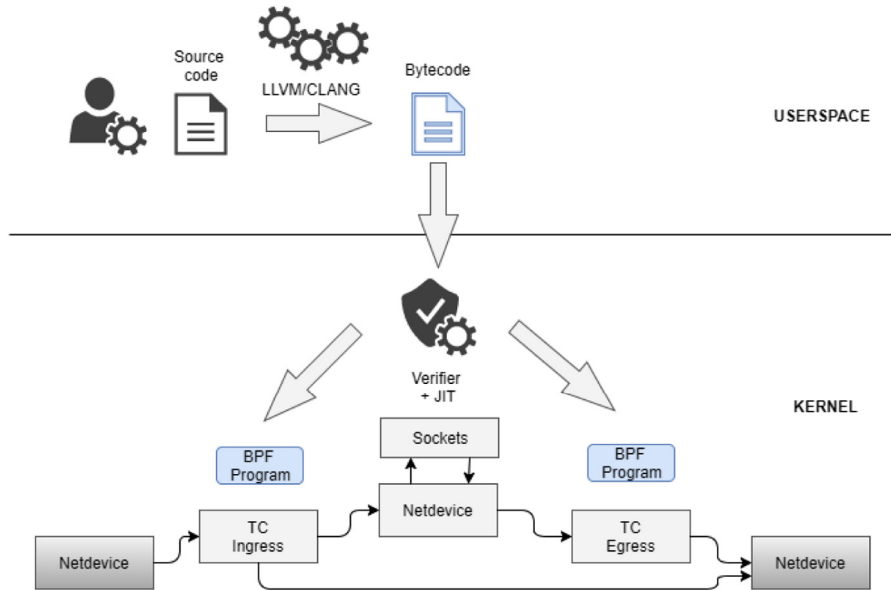 Source
code
LLVM/CLANG
Bytecode
USERSPACE
Verifier
+ JIT
KERNEL
BPF
Program
Sockets
BPF
Program
Netdevice
TC
Ingress
Netdevice
TC
Egress
Netdevice